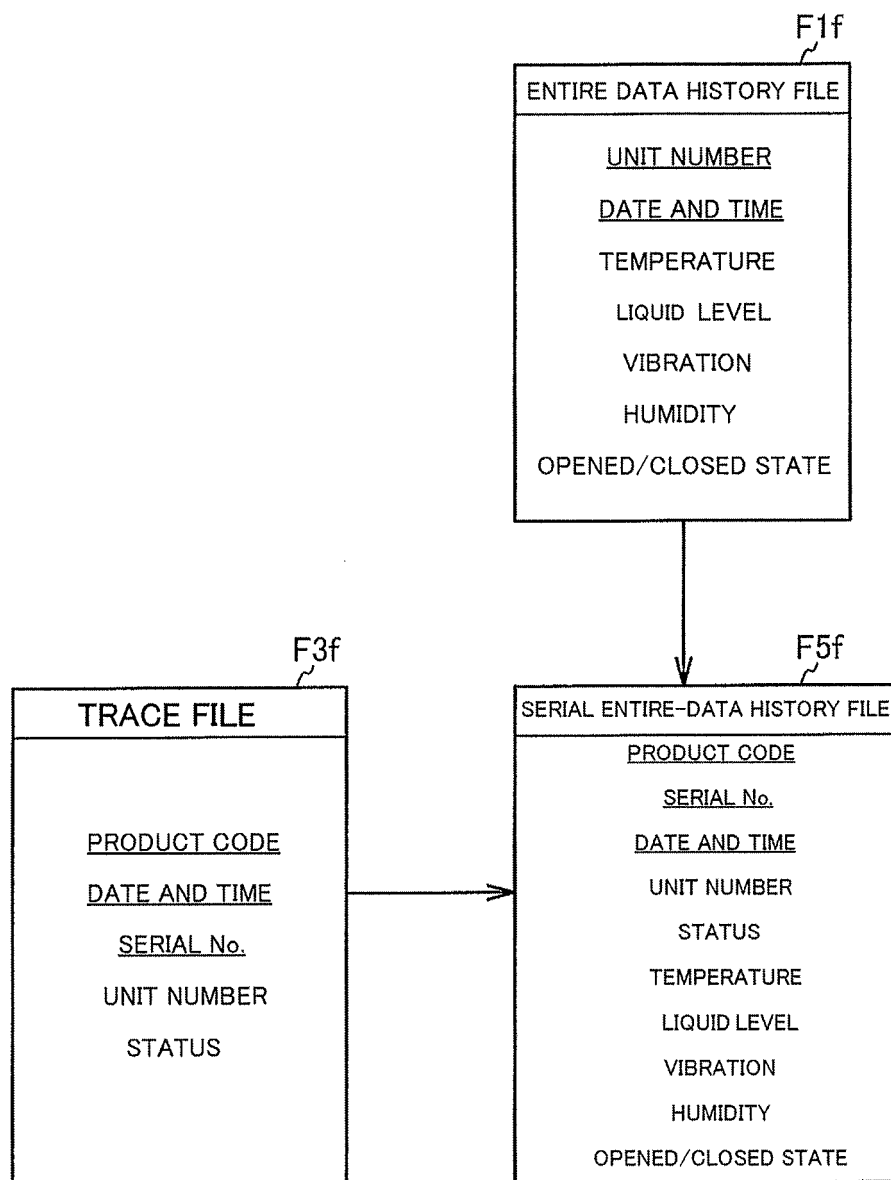 F1f
ENTIRE DATA HISTORY FILE
UNIT NUMBER
DATE AND TIME
TEMPERATURE
LIQUID LEVEL
VIBRATION
HUMIDITY
OPENED/CLOSED STATE
F3f
TRACE FILE
PRODUCT CODE
DATE AND TIME
SERIAL No.
UNIT NUMBER
STATUS
F5f
SERIAL ENTIRE-DATA HISTORY FILE
PRODUCT CODE
SERIAL No.
DATE AND TIME
UNIT NUMBER
STATUS
TEMPERATURE
LIQUID LEVEL
VIBRATION
HUMIDITY
OPENED/CLOSED STATE